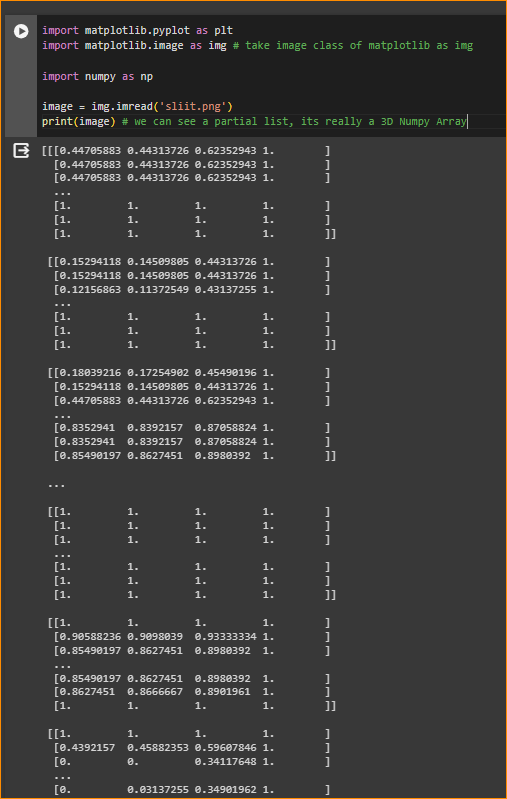 import matplotlib.pyplot as plt
import matplotlib.image as img # take image class of matplotlib as img
import numpy as np
image = img.imread('sliit.png')
print(image) # we can see a partial list, its really a 3D Numpy Array
[[[0.44705883 0.44313726 0.62352943 1.        ]
  [0.44705883 0.44313726 0.62352943 1.        ]
  [0.44705883 0.44313726 0.62352943 1.        ]
  ...
  [1.         1.         1.         1.        ]
  [1.         1.         1.         1.        ]
  [1.         1.         1.         1.        ]]
 [[0.15294118 0.14509805 0.44313726 1.        ]
  [0.15294118 0.14509805 0.44313726 1.        ]
  [0.12156863 0.11372549 0.43137255 1.        ]
  ...
  [1.         1.         1.         1.        ]
  [1.         1.         1.         1.        ]
  [1.         1.         1.         1.        ]]
 [[0.18039216 0.17254902 0.45490196 1.        ]
  [0.15294118 0.14509805 0.44313726 1.        ]
  [0.44705883 0.44313726 0.62352943 1.        ]
  ...
  [0.8352941  0.8392157  0.87058824 1.        ]
  [0.8352941  0.8392157  0.87058824 1.        ]
  [0.85490197 0.8627451  0.8980392  1.        ]]
 ...
 [[1.         1.         1.         1.        ]
  [1.         1.         1.         1.        ]
  [1.         1.         1.         1.        ]
  ...
  [1.         1.         1.         1.        ]
  [1.         1.         1.         1.        ]
  [1.         1.         1.         1.        ]]
 [[1.         1.         1.         1.        ]
  [0.90588236 0.9098039  0.93333334 1.        ]
  [0.85490197 0.8627451  0.8980392  1.        ]
  ...
  [0.85490197 0.8627451  0.8980392  1.        ]
  [0.8627451  0.8666667  0.8901961  1.        ]
  [1.         1.         1.         1.        ]]
 [[1.         1.         1.         1.        ]
  [0.4392157  0.45882353 0.59607846 1.        ]
  [0.         0.         0.34117648 1.        ]
  ...
  [0.         0.03137255 0.34901962 1.        ]